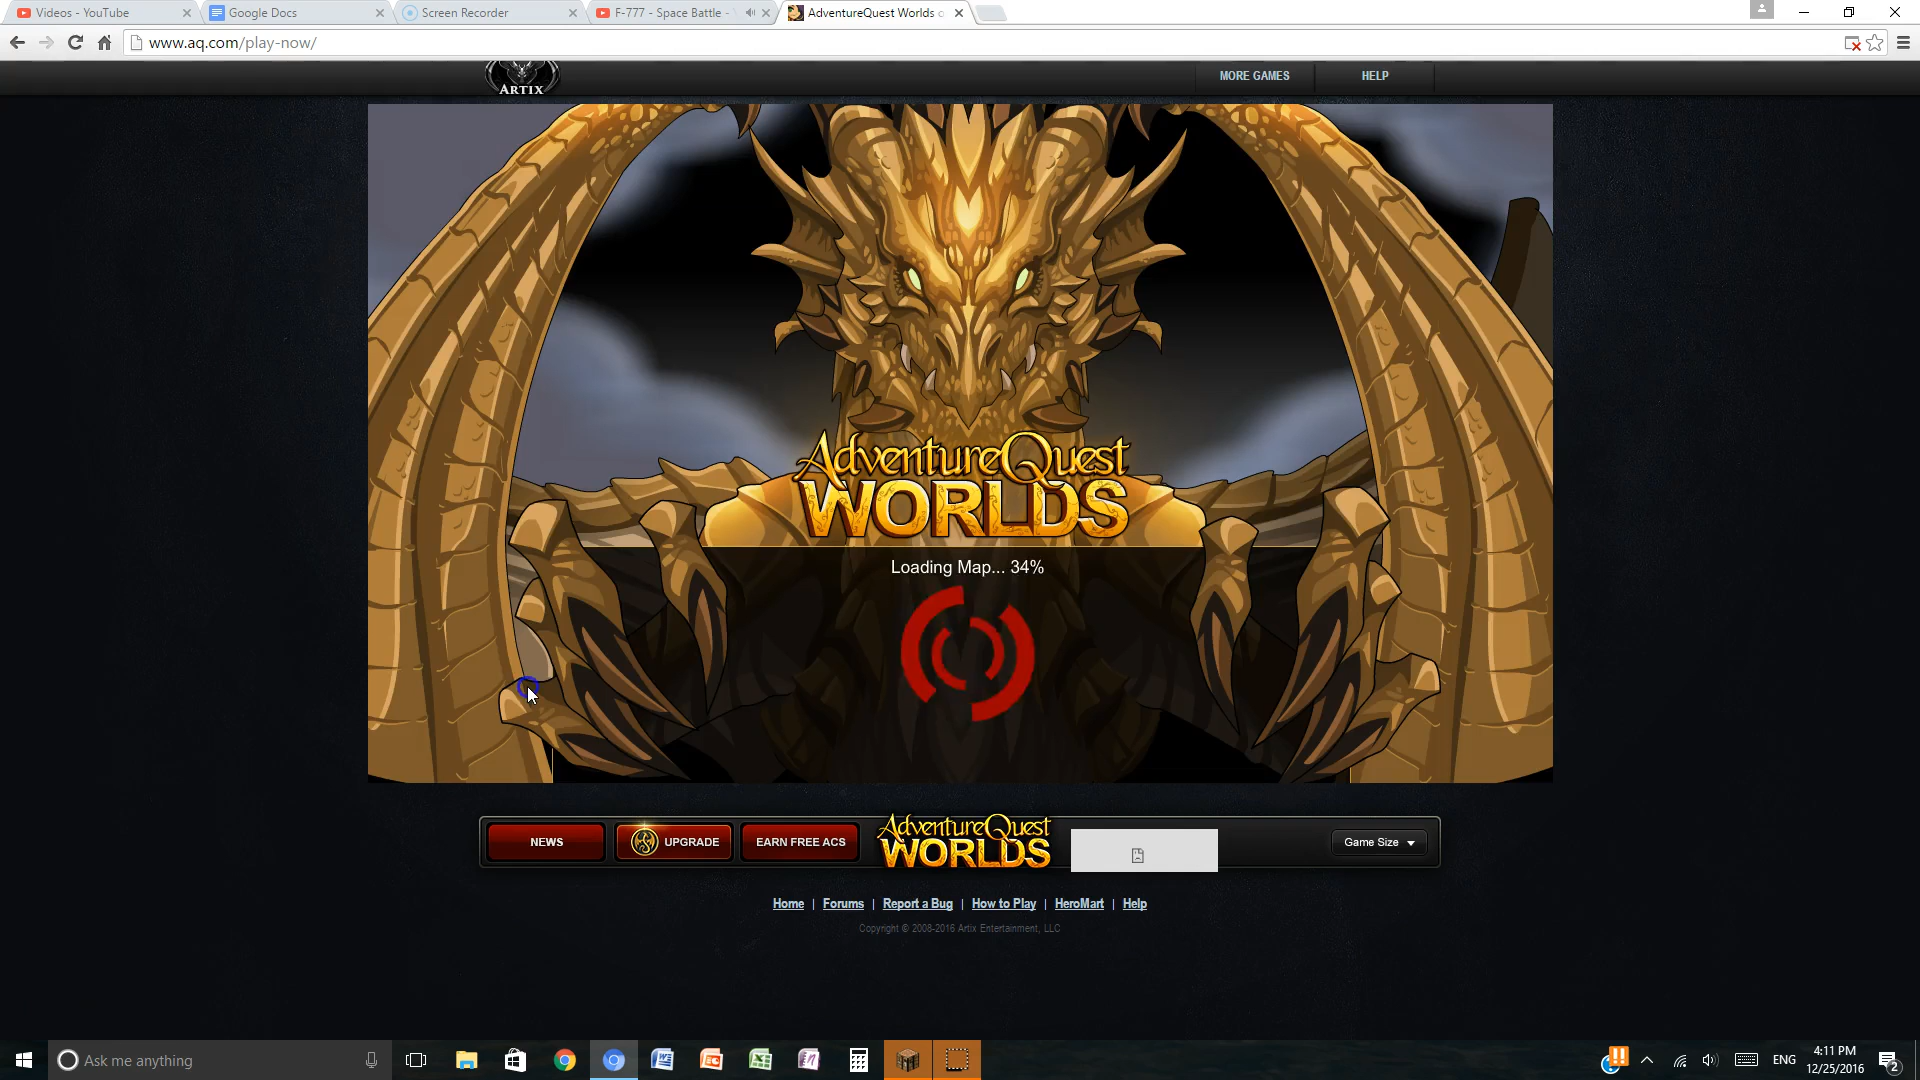 Videos - YouTube
Google Docs
Screen Recorder
F-777 - Space Battle -
AdventureQuest Worlds
www.aq.com/play-now/
ARTIX
MORE GAMES
HELP
AdventureQuest
WORLDS
Loading Map... 34%
NEWS
UPGRADE
EARN FREE ACS
AdventureQuest
WORLDS
Game Size
Home | Forums | Report a Bug | How to Play | HeroMart | Help
Copyright © 2008-2016 Artix Entertainment, LLC
Ask me anything
ENG
4:11 PM
12/25/2016
2